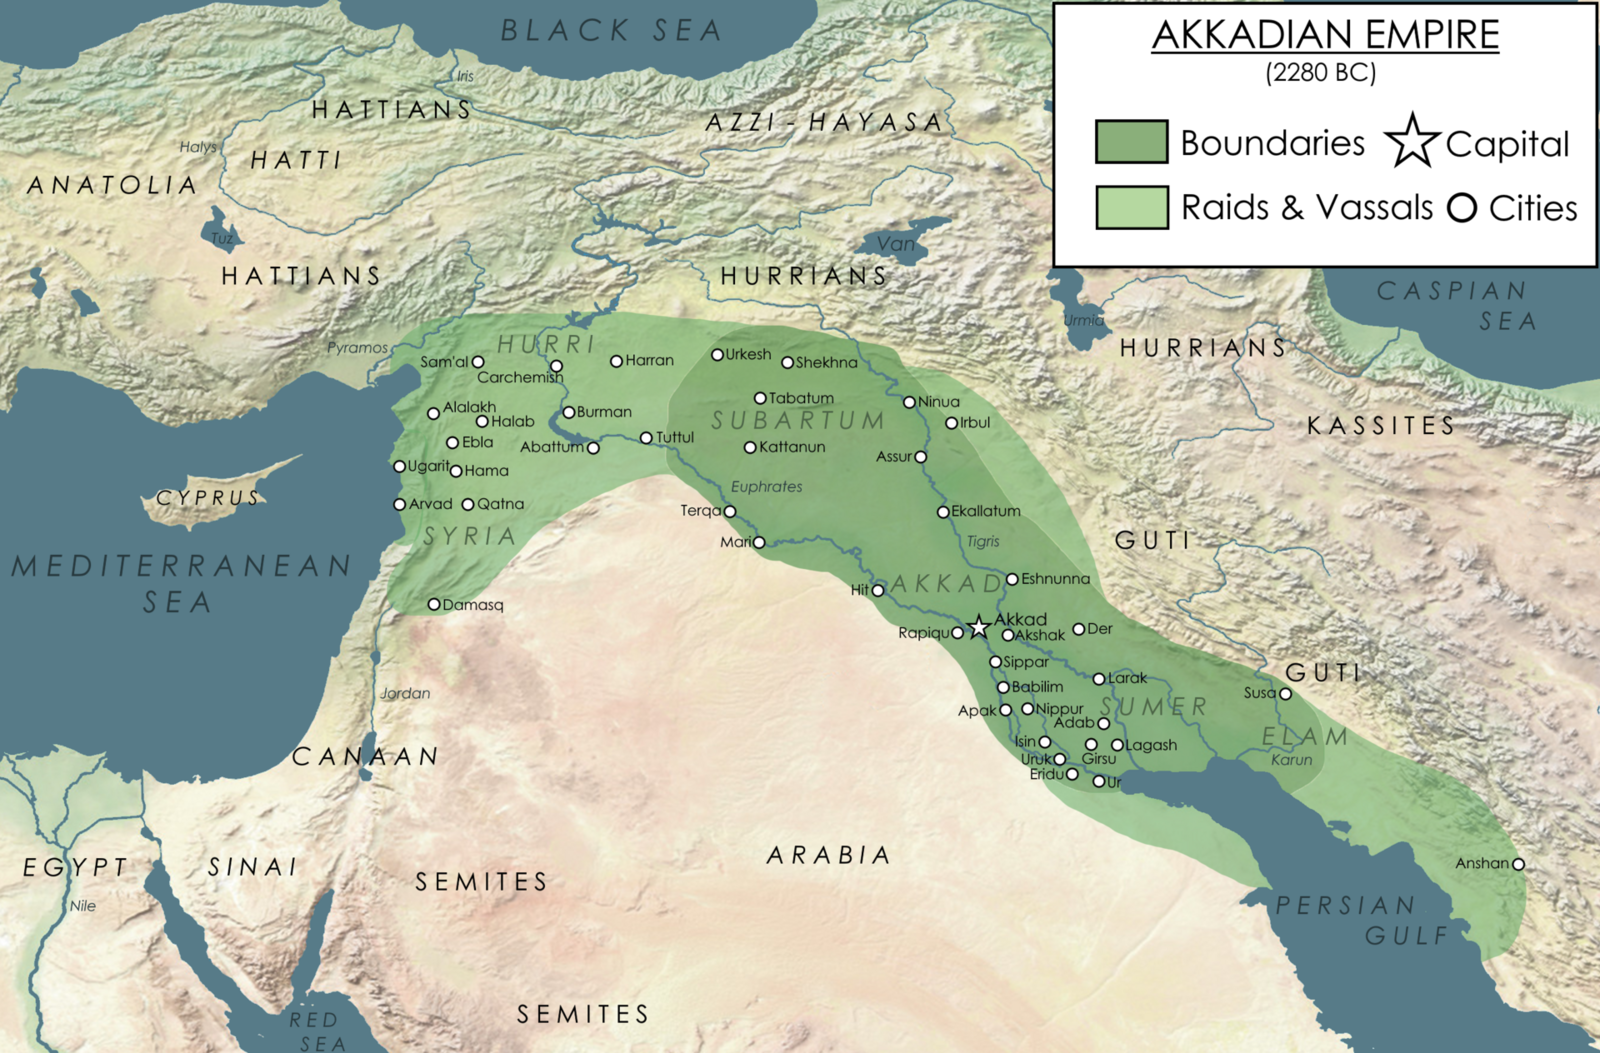 AKKADIAN EMPIRE
(2280 BC)
Boundaries
Capital
Raids & Vassals
Cities
BLACK SEA
Iris
HATTIANS
AZZI - HAYASA
Halys
HATTI
ANATOLIA
Tuz
Van
HATTIANS
HURRIANS
CASPIAN
SEA
Urmia
HURRIANS
Pyramos
HURRI
Sam'al
Carchemish
Harran
Urkesh
Shekhna
Tabatum
Ninua
Irbul
Alalakh
Halab
Burman
SUBARTUM
KASSITES
Ebla
Abattum
Tuttul
Kattanun
Assur
Ugarit
Hama
Euphrates
CYPRUS
Arvad
Qatna
Terqa
Ekallatum
SYRIA
Mari
Tigris
GUTI
MEDITERRANEAN
SEA
Hit
AKKAD
Eshnunna
Damasq
Akkad
Rapiqu
Akshak
Der
Sippar
GUTI
Larak
Jordan
Babilim
Susa
Apak
Nippur
SUMER
Adab
ELAM
Isin
Lagash
CANAAN
Uruk
Girsu
Karun
Eridu
Ur
ARABIA
Anshan
EGYPT
SINAI
SEMITES
Nile
PERSIAN
GULF
SEMITES
RED
SEA